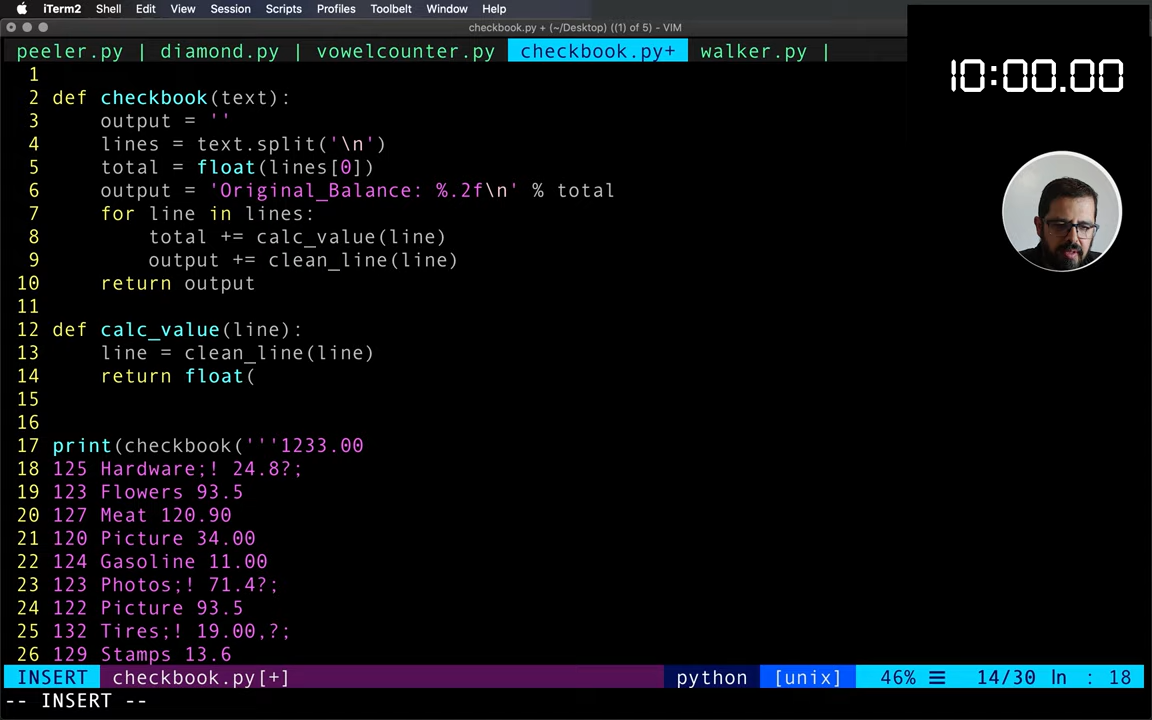 iTerm2 Shell Edit View Session Scripts Profiles Toolbelt Window Help
checkbook.py + (~/Desktop) ((1) of 5) - VIM
peeler.py | diamond.py | vowelcounter.py checkbook.py+ walker.py |
10:00.00
1
2 def checkbook(text):
3     output = ''
4     lines = text.split('\n')
5     total = float(lines[0])
6     output = 'Original_Balance: %.2f\n' % total
7     for line in lines:
8         total += calc_value(line)
9         output += clean_line(line)
10     return output
11
12 def calc_value(line):
13     line = clean_line(line)
14     return float(
15
16
17 print(checkbook('''1233.00
18 125 Hardware;! 24.8?;
19 123 Flowers 93.5
20 127 Meat 120.90
21 120 Picture 34.00
22 124 Gasoline 11.00
23 123 Photos;! 71.4?;
24 122 Picture 93.5
25 132 Tires;! 19.00,?;
26 129 Stamps 13.6
INSERT checkbook.py[+] python [unix] 46% ☰ 14/30 ln : 18
-- INSERT --